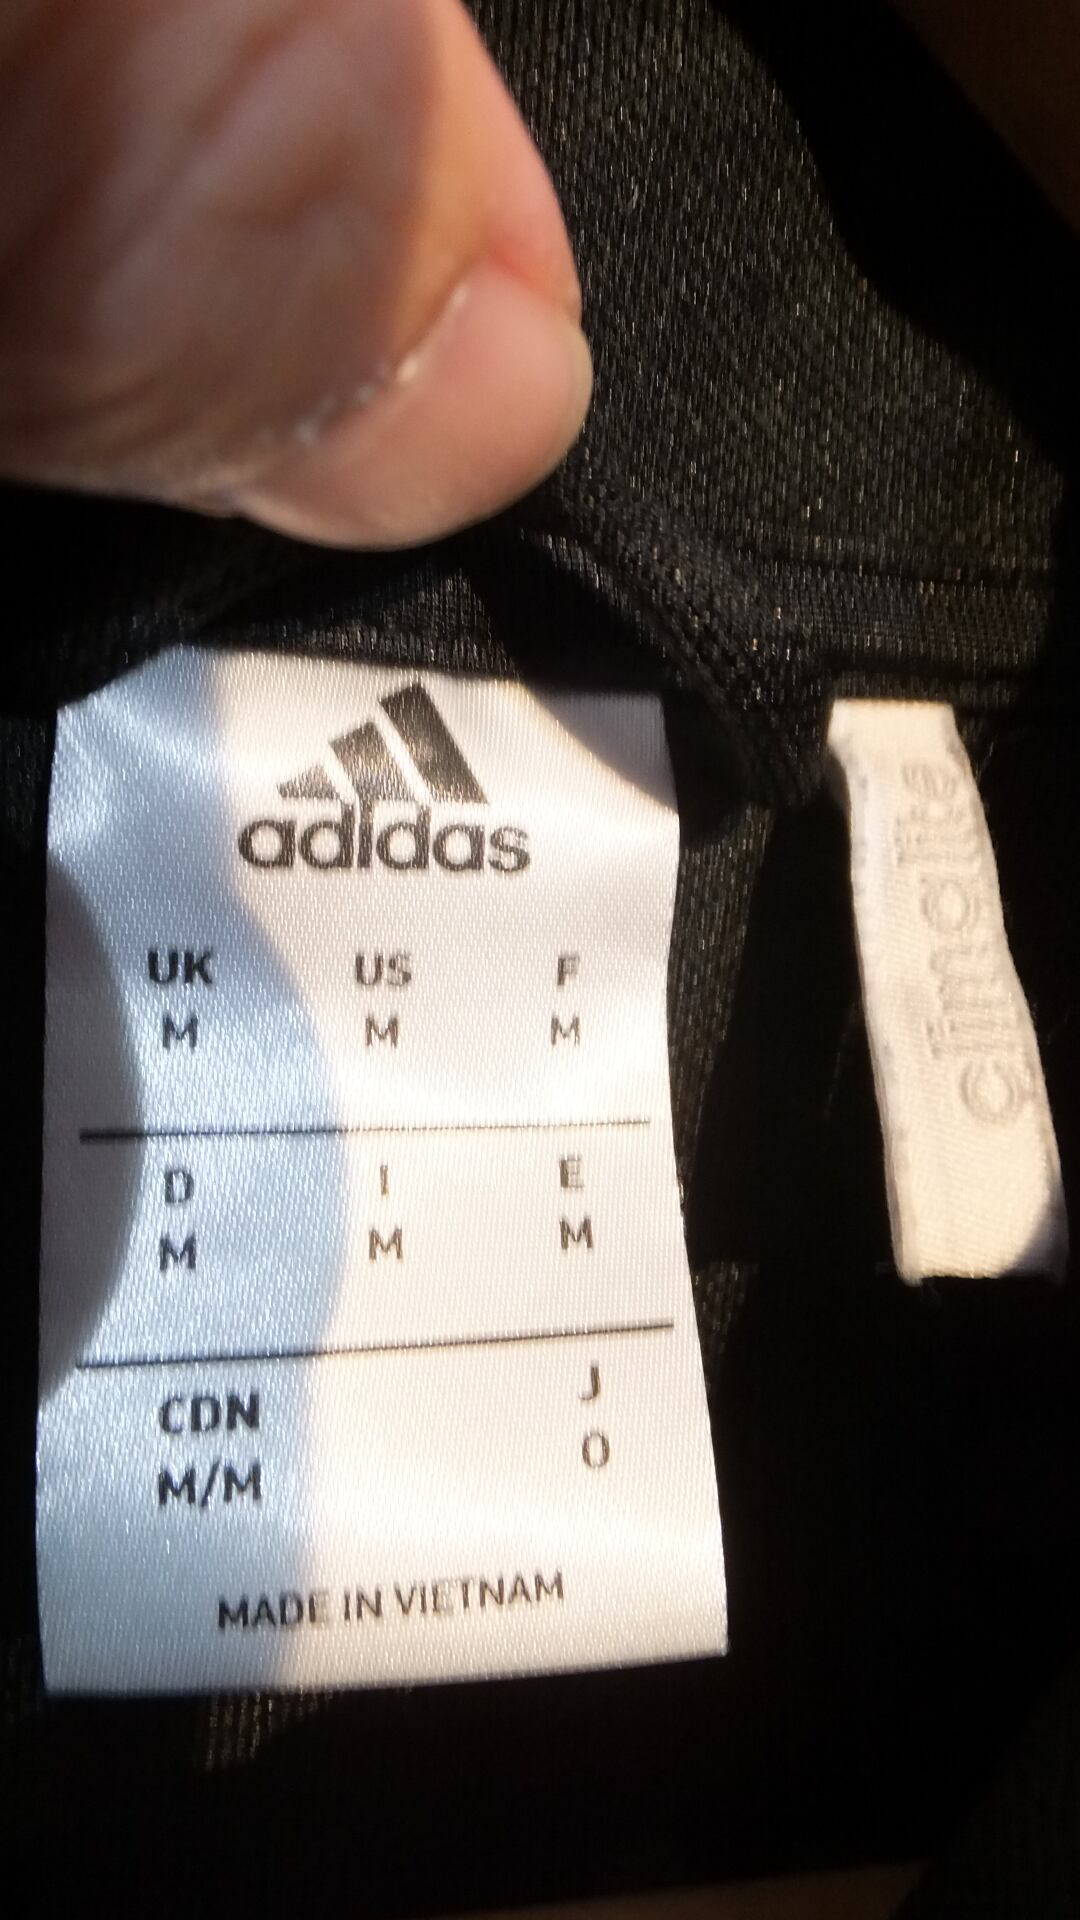 adidas
UK US F
M M M
D I E
M M M
CDN J
M/M O
MADE IN VIETNAM
climalite